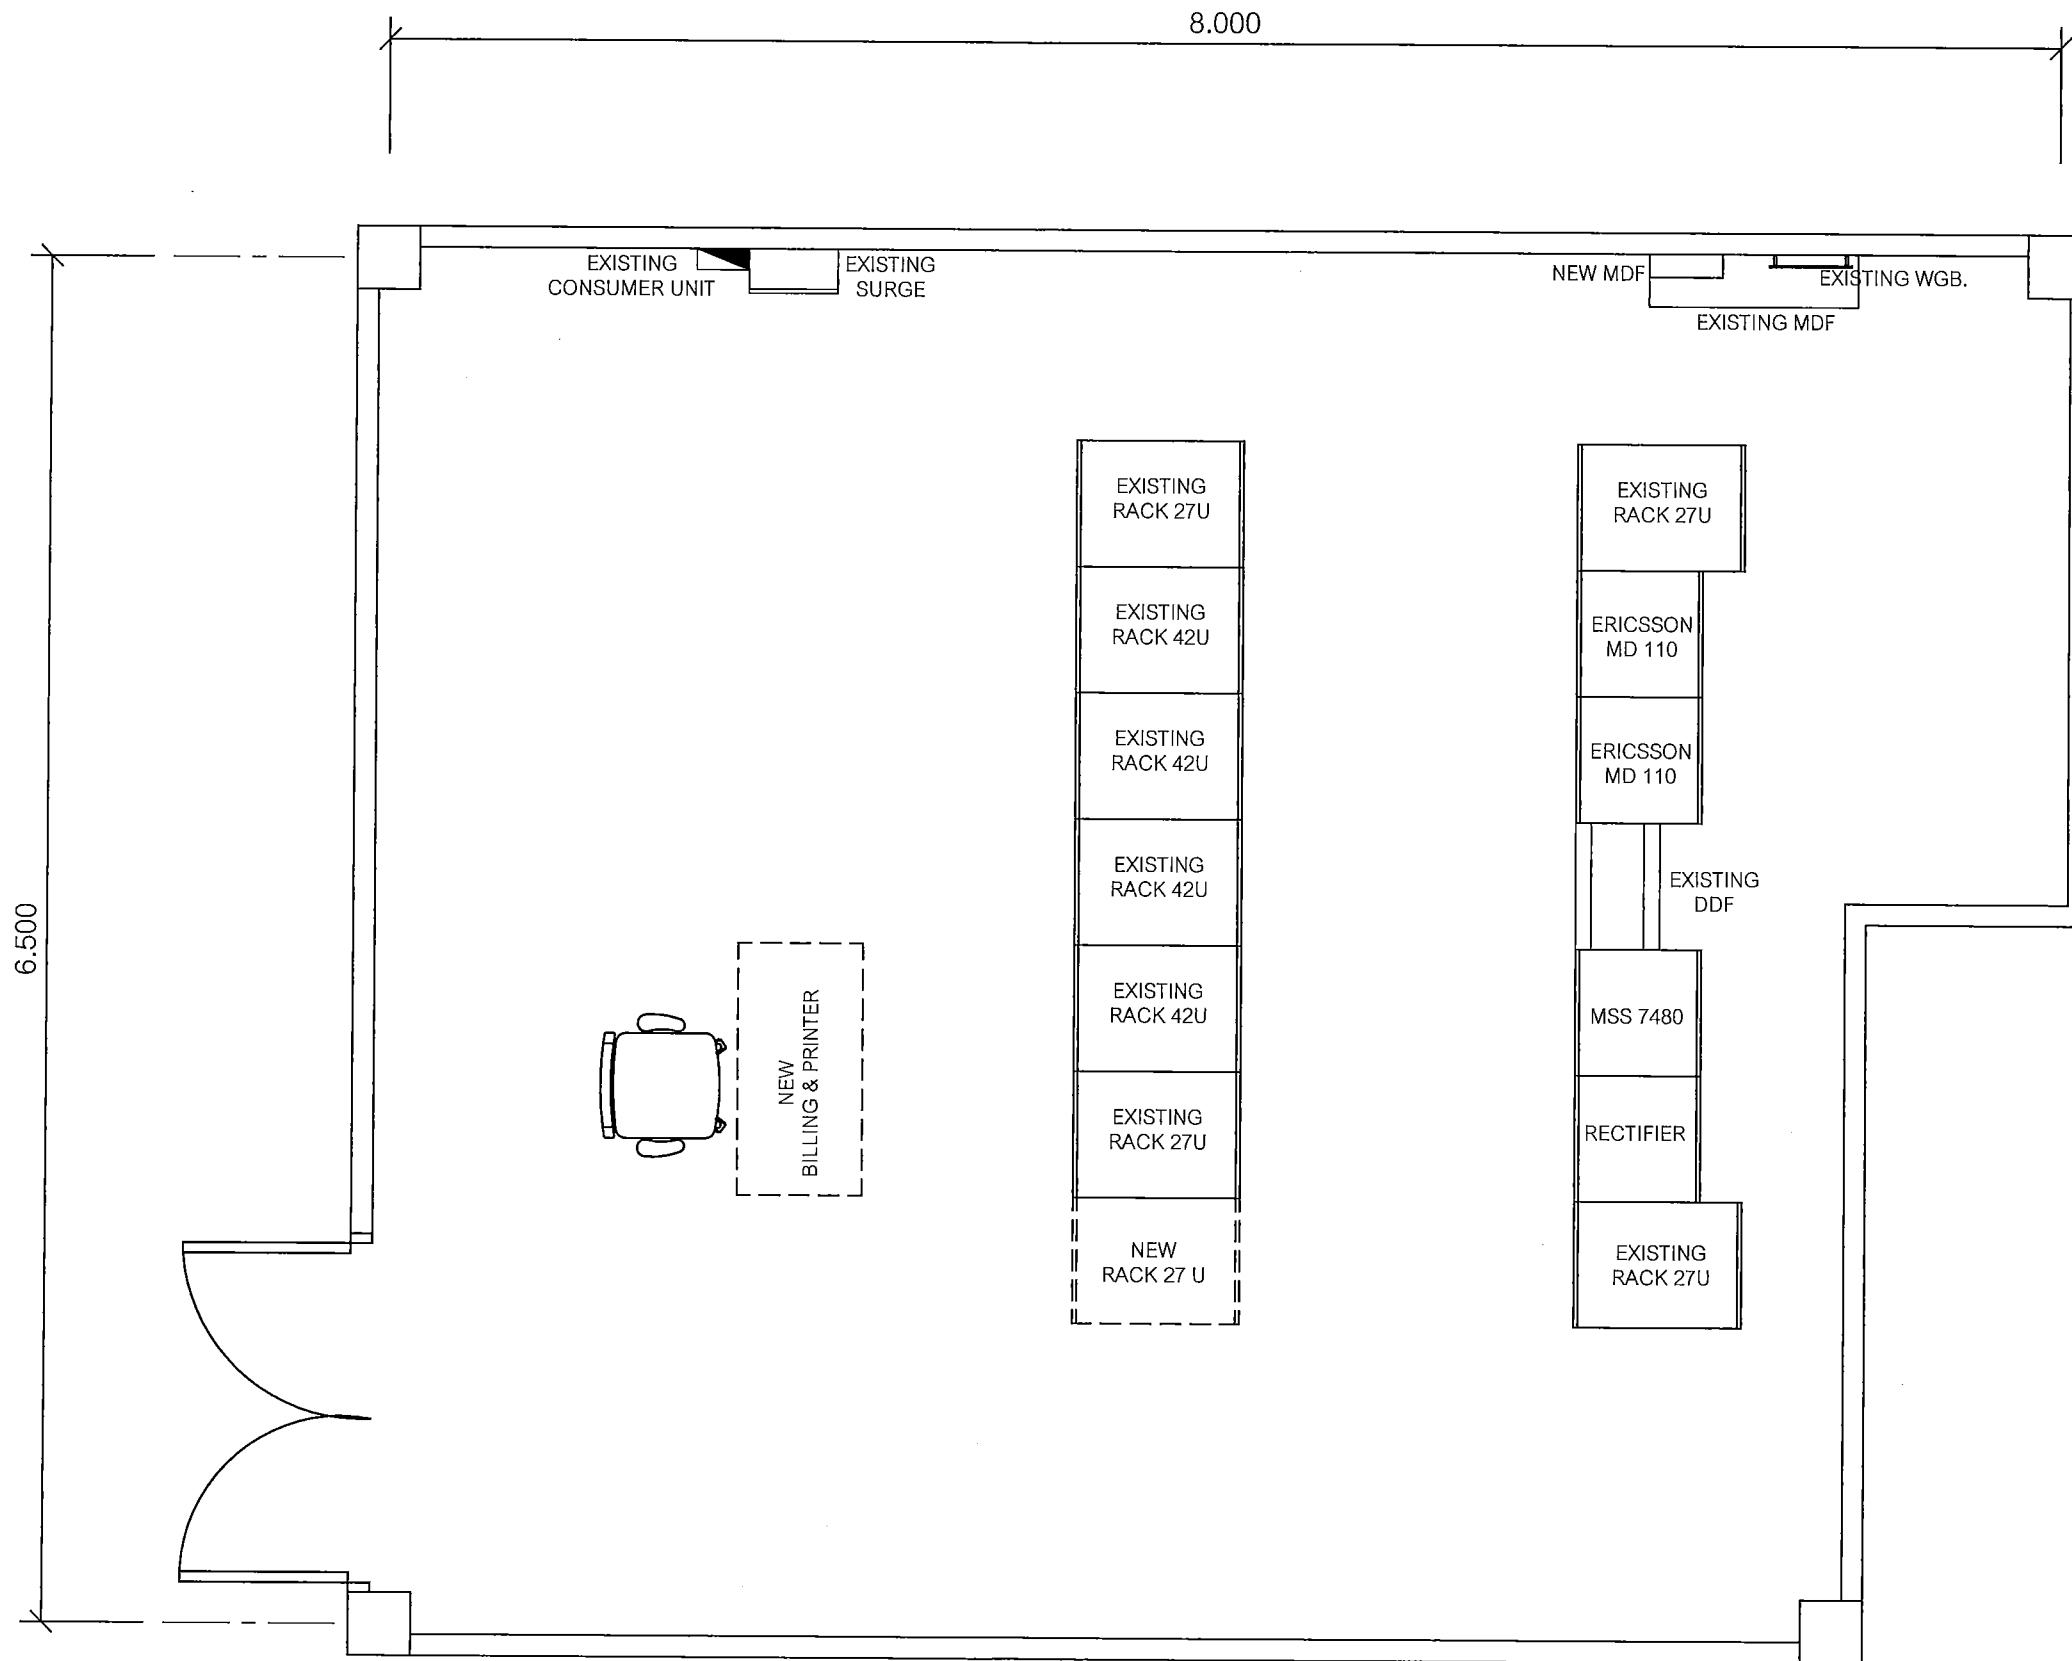 8.000
6.500
EXISTING
CONSUMER UNIT
EXISTING
SURGE
NEW MDF
EXISTING WGB.
EXISTING MDF
EXISTING
RACK 27U
EXISTING
RACK 42U
EXISTING
RACK 42U
EXISTING
RACK 42U
EXISTING
RACK 42U
EXISTING
RACK 27U
NEW
RACK 27 U
EXISTING
RACK 27U
ERICSSON
MD 110
ERICSSON
MD 110
EXISTING
DDF
MSS 7480
RECTIFIER
EXISTING
RACK 27U
NEW
BILLING & PRINTER